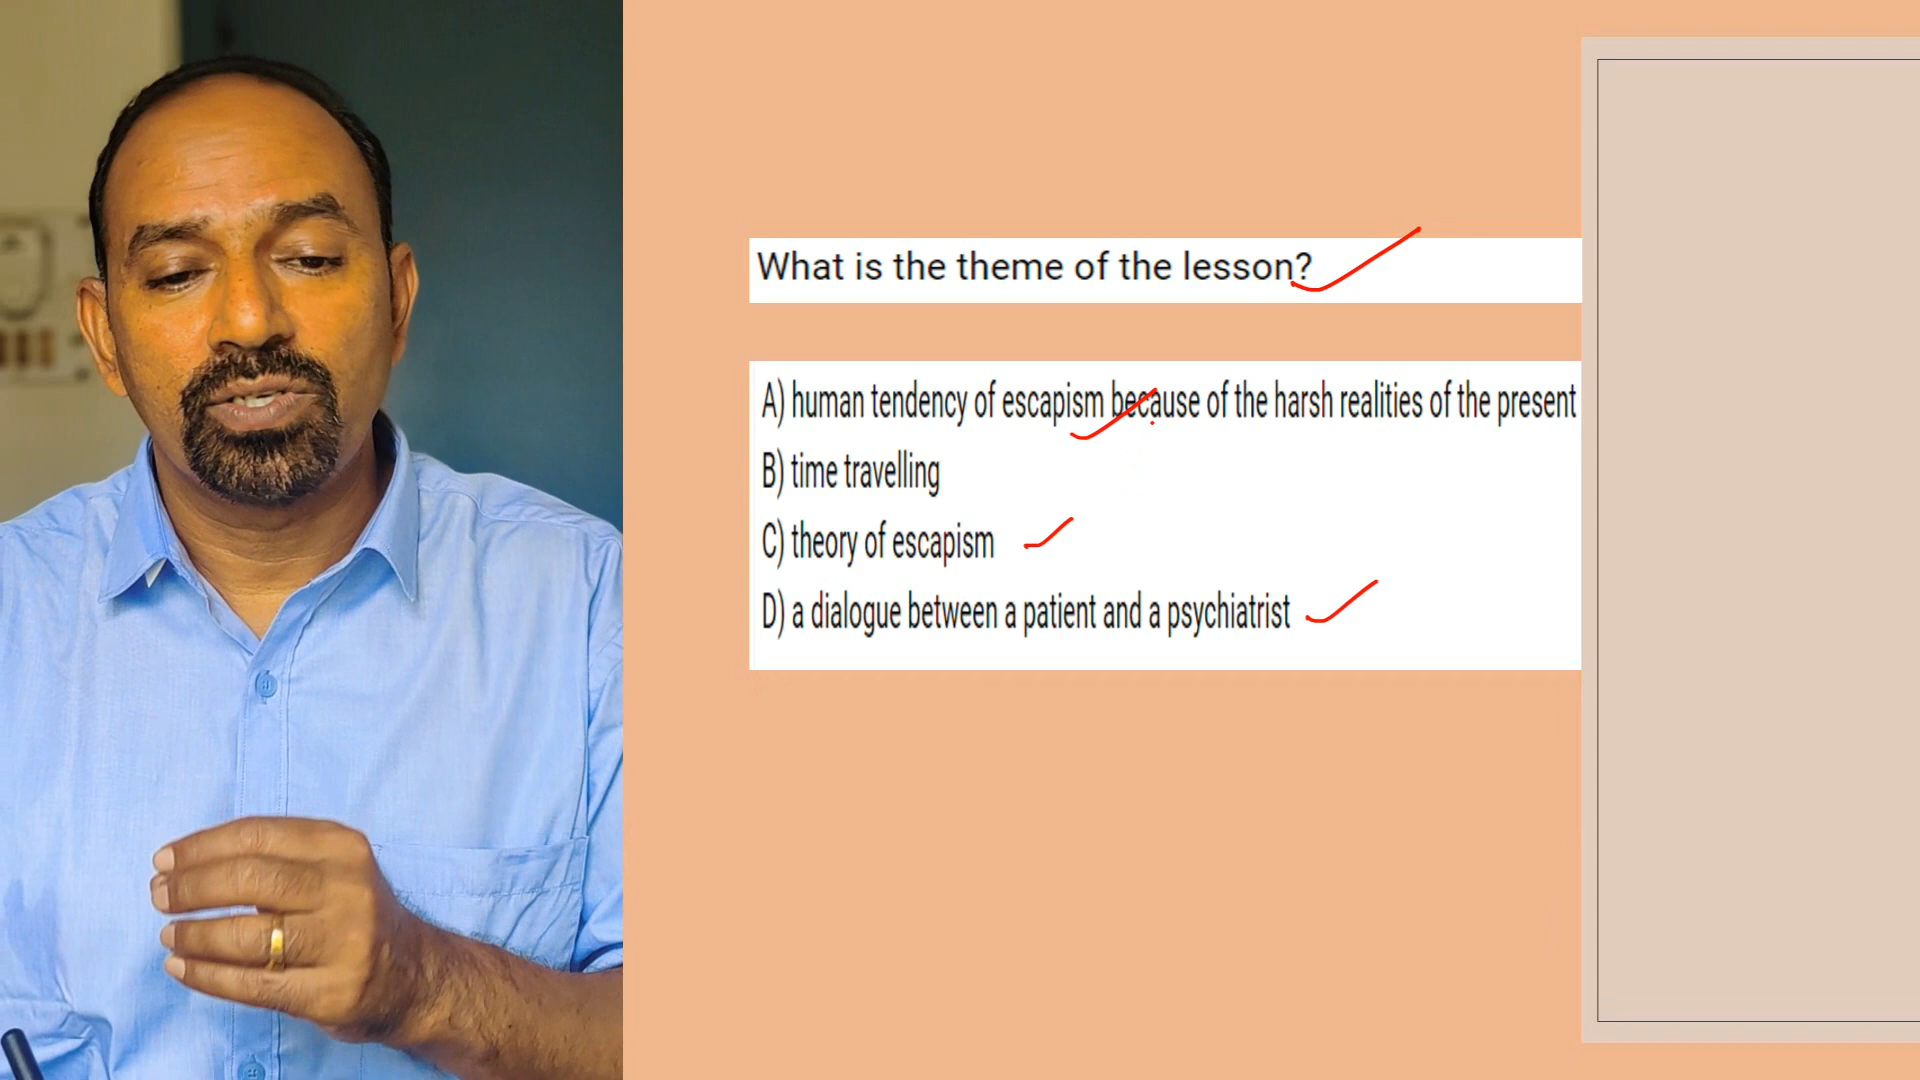 What is the theme of the lesson?
A) human tendency of escapism because of the harsh realities of the present
B) time travelling
C) theory of escapism
D) a dialogue between a patient and a psychiatrist